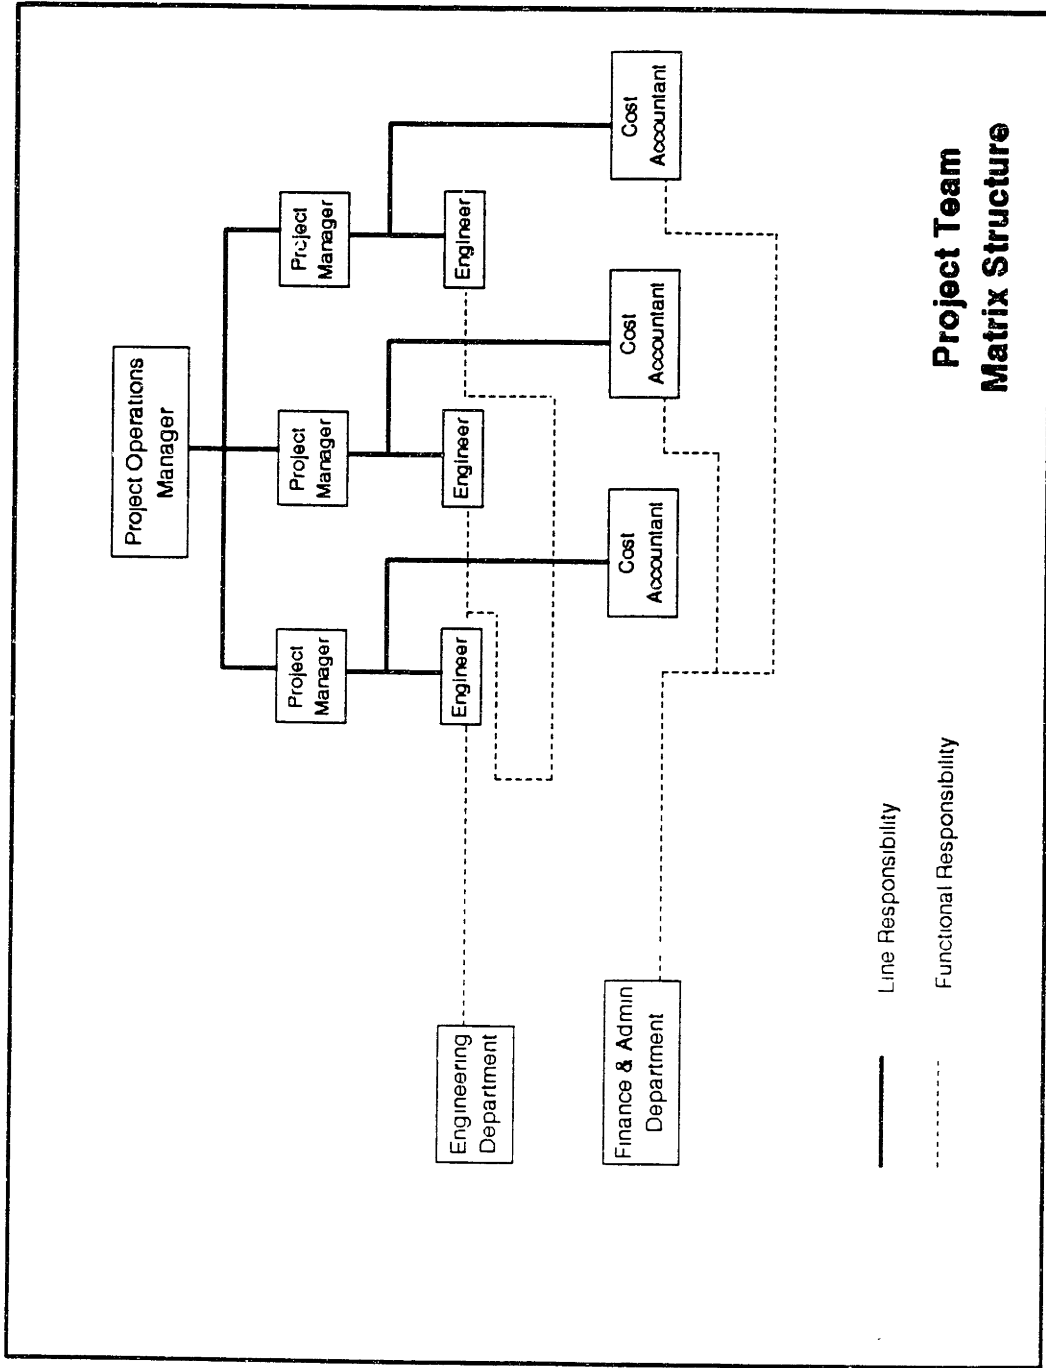 Project Operations
Manager
Project
Manager
Project
Manager
Project
Manager
Engineering
Department
Engineer
Engineer
Engineer
Finance & Admin
Department
Cost
Accountant
Cost
Accountant
Cost
Accountant
Line Responsibility
Functional Responsibility
Project Team
Matrix Structure